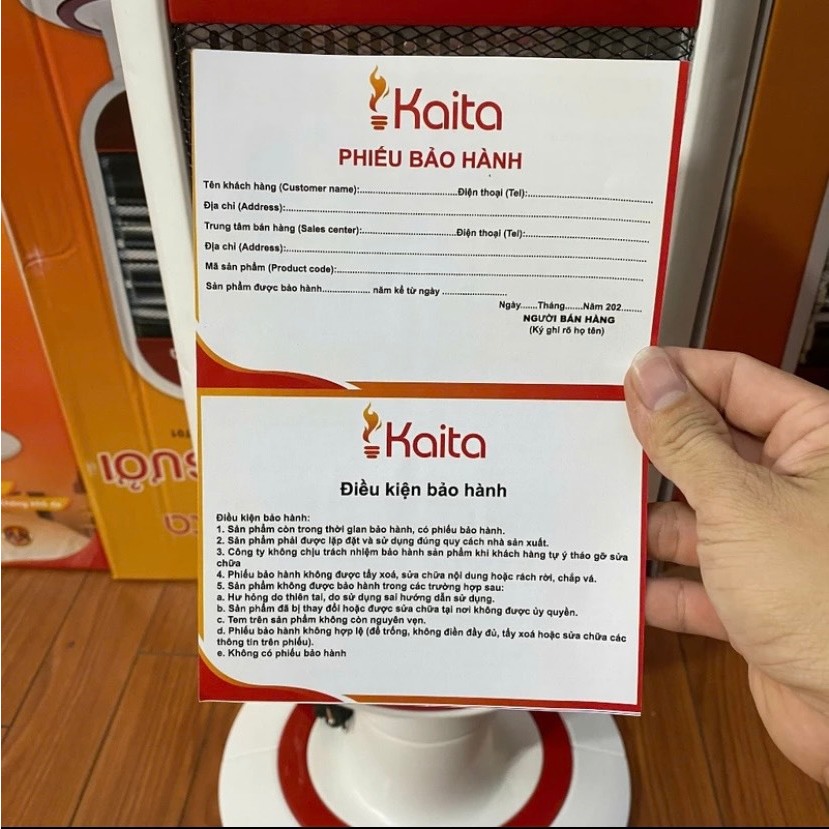 Kaita
PHIẾU BẢO HÀNH
Tên khách hàng (Customer name):..............................Điện thoại (Tel):......................................
Địa chỉ (Address):............................................................................................................
Trung tâm bán hàng (Sales center):.............................Điện thoại (Tel):......................................
Địa chỉ (Address):............................................................................................................
Mã sản phẩm (Product code):............................................................................................
Sản phẩm được bảo hành................. năm kể từ ngày .......................
Ngày......Tháng......Năm 202.......
NGƯỜI BÁN HÀNG
(Ký ghi rõ họ tên)
Kaita
Điều kiện bảo hành
Điều kiện bảo hành:
1. Sản phẩm còn trong thời gian bảo hành, có phiếu bảo hành.
2. Sản phẩm phải được lắp đặt và sử dụng đúng quy cách nhà sản xuất.
3. Công ty không chịu trách nhiệm bảo hành sản phẩm khi khách hàng tự ý tháo gỡ sửa
chữa
4. Phiếu bảo hành không được tẩy xoá, sửa chữa nội dung hoặc rách rời, chắp vá.
5. Sản phẩm không được bảo hành trong các trường hợp sau:
a. Hư hỏng do thiên tai, do sử dụng sai hướng dẫn sử dụng.
b. Sản phẩm đã bị thay đổi hoặc được sửa chữa tại nơi không được ủy quyền.
c. Tem trên sản phẩm không còn nguyên vẹn.
d. Phiếu bảo hành không hợp lệ (để trống, không điền đầy đủ, tẩy xoá hoặc sửa chữa các
thông tin trên phiếu).
e. Không có phiếu bảo hành